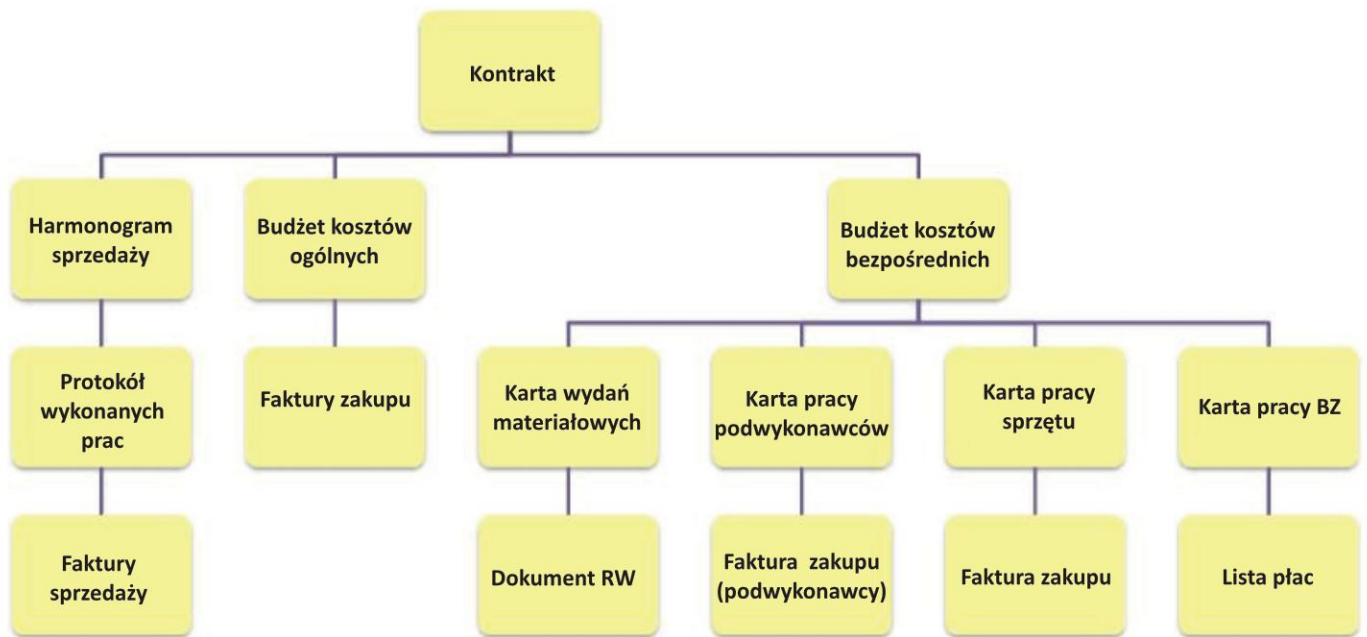 Kontrakt
Harmonogram
sprzedaży
Budżet kosztów
ogólnych
Budżet kosztów
bezpośrednich
Protokół
wykonanych
prac
Faktury zakupu
Karta wydań
materiałowych
Karta pracy
podwykonawców
Karta pracy
sprzętu
Karta pracy BZ
Faktury
sprzedaży
Dokument RW
Faktura zakupu
(podwykonawcy)
Faktura zakupu
Lista płac